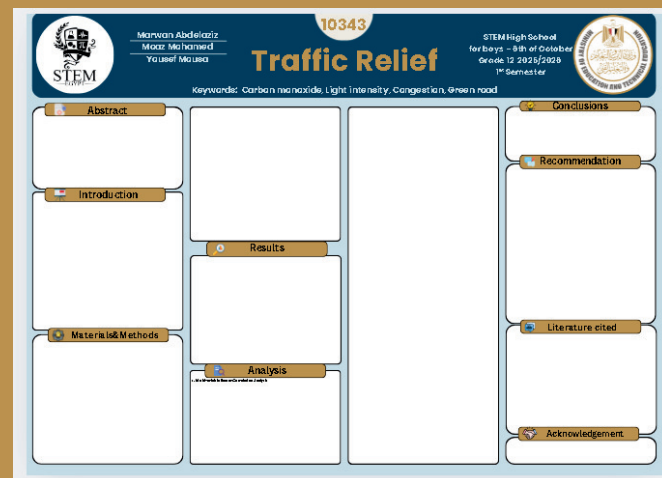 10343
Marwan Abdelaziz
Moaz Mohamed
Yousef Mousa
Traffic Relief
STEM High School
for boys – 6th of October
Grade 12 2025/2026
1st Semester
STEM
EGYPT
Keywords: Carbon monoxide, Light intensity, Congestion, Green road
Abstract
Introduction
Materials&Methods
Results
Analysis
Conclusions
Recommendation
Literature cited
Acknowledgement